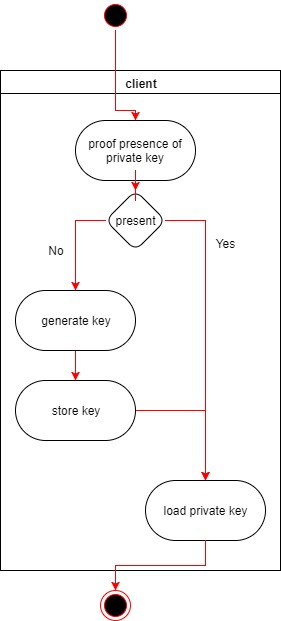 client
proof presence of
private key
present
No
Yes
generate key
store key
load private key